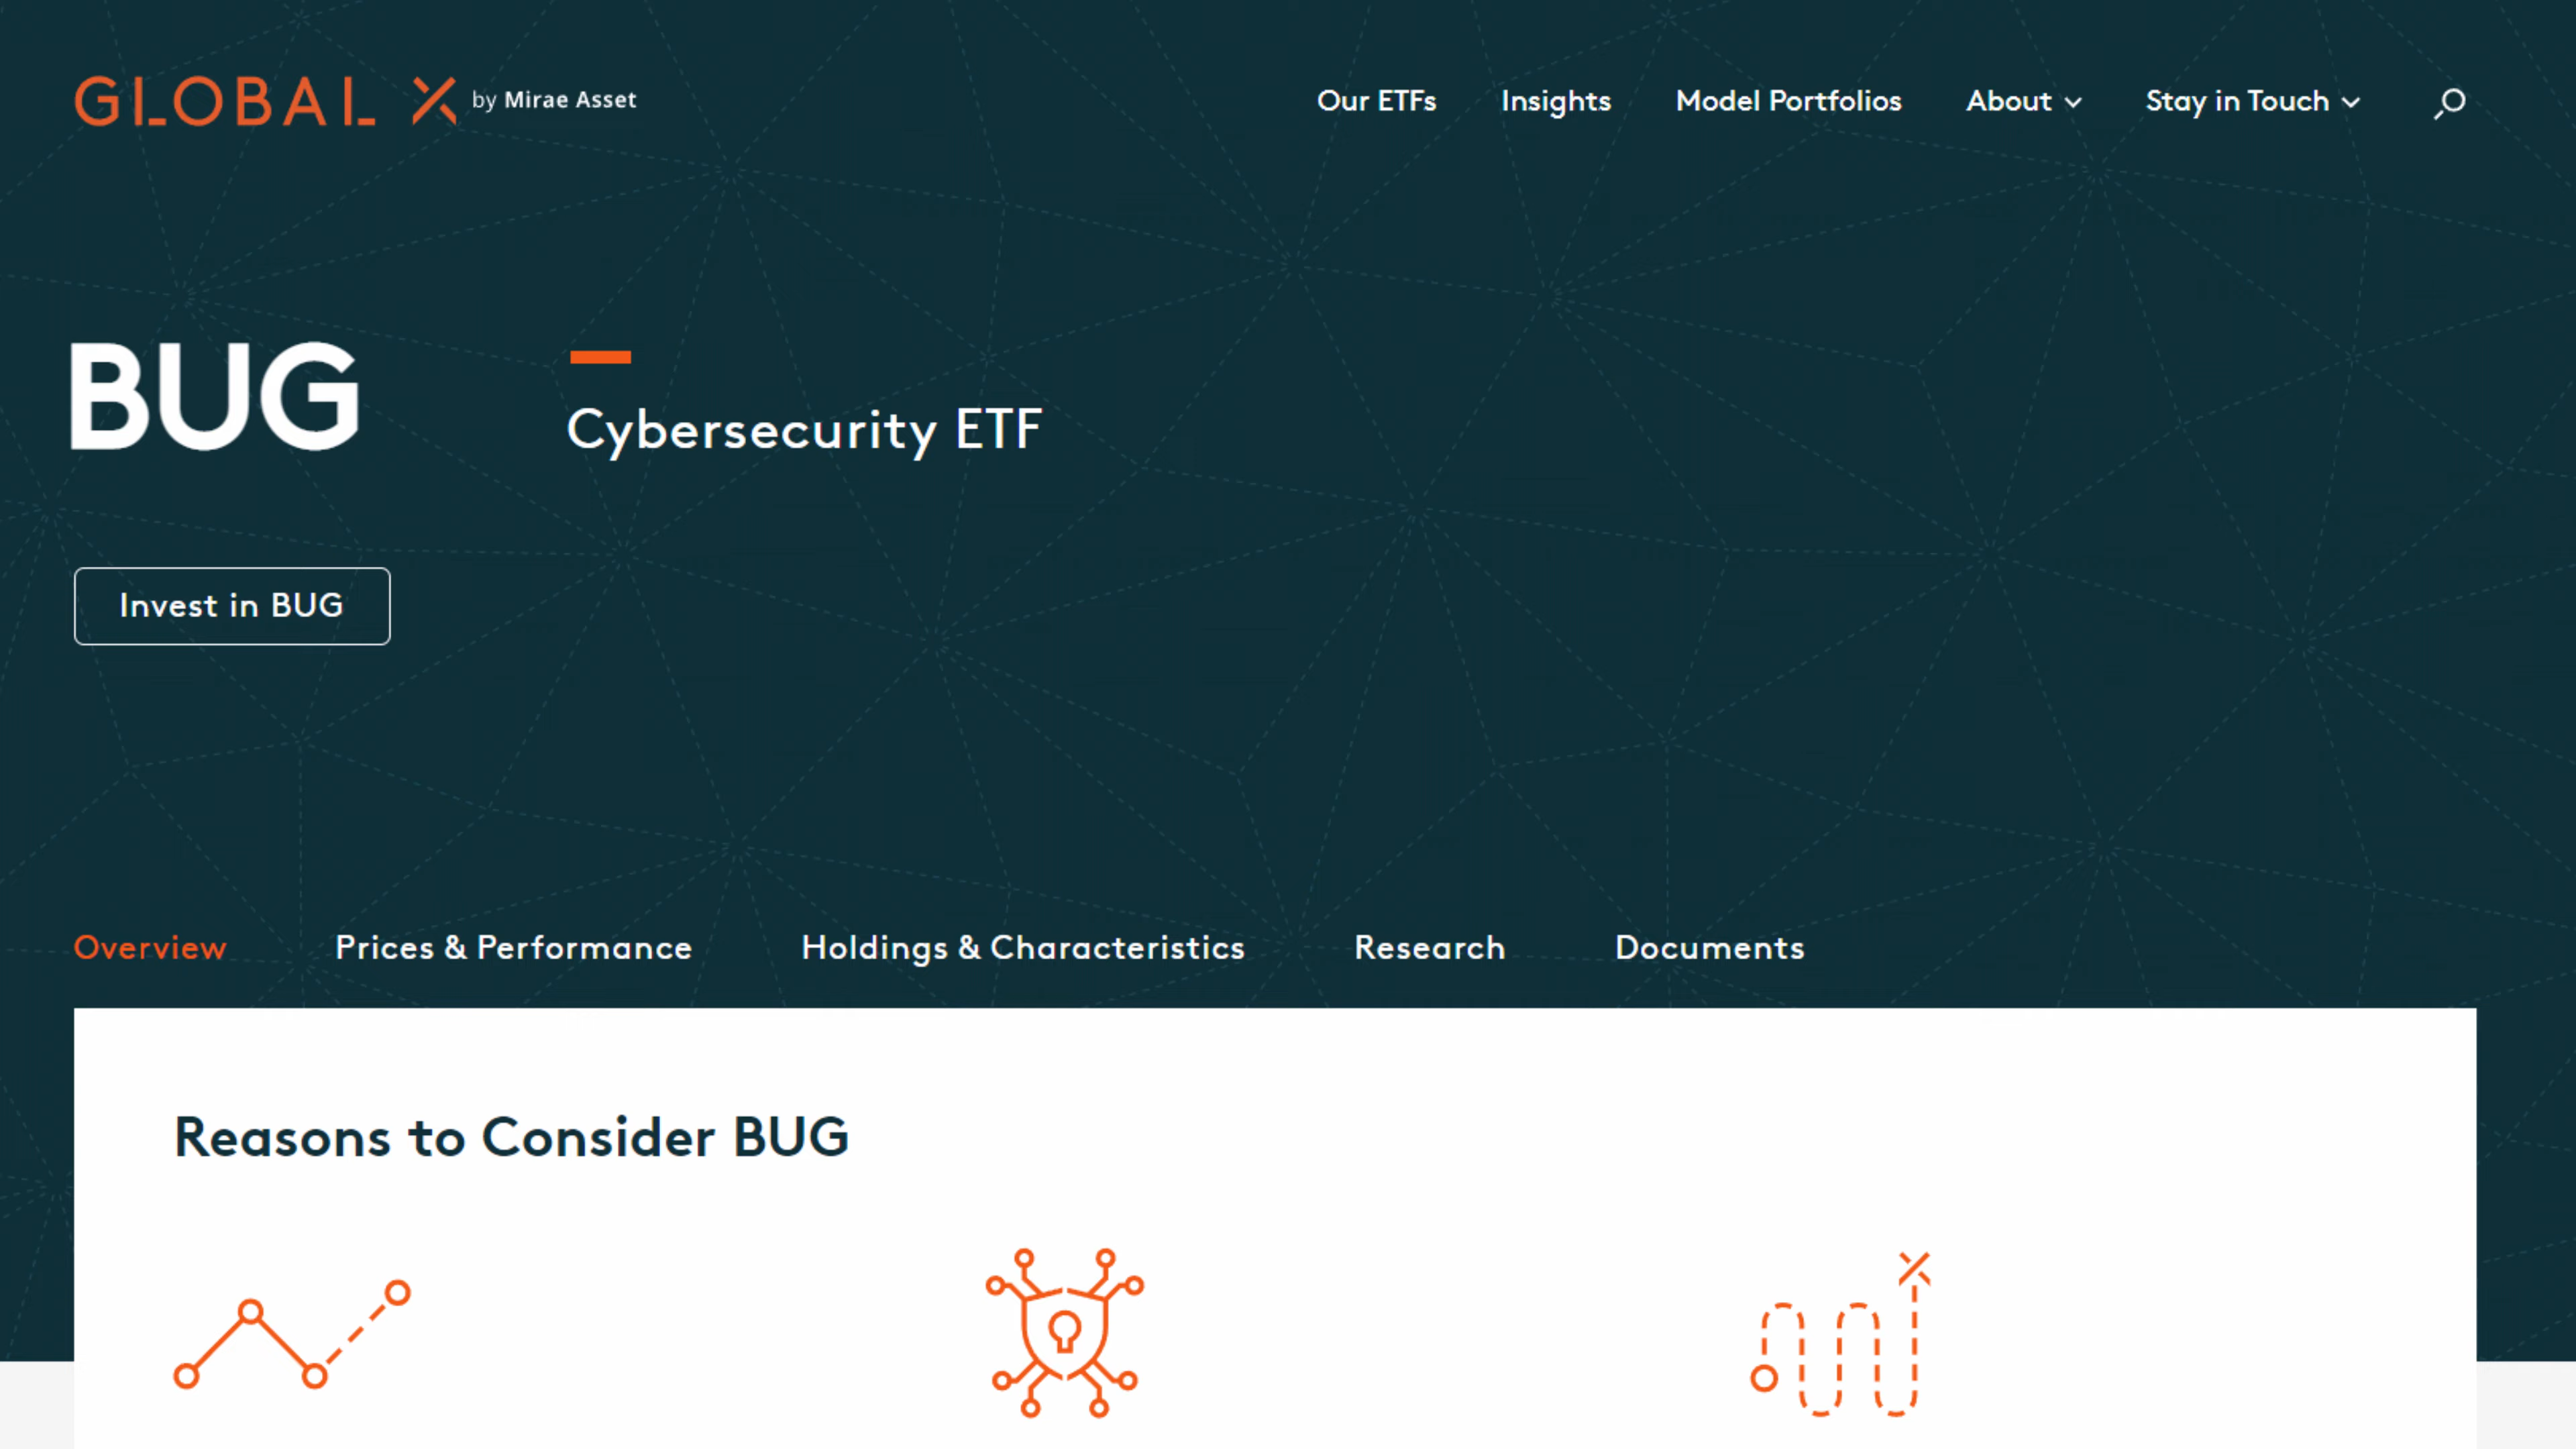 GLOBAL X by Mirae Asset
Our ETFs Insights Model Portfolios About Stay in Touch
BUG
Cybersecurity ETF
Invest in BUG
Overview Prices & Performance Holdings & Characteristics Research Documents
Reasons to Consider BUG